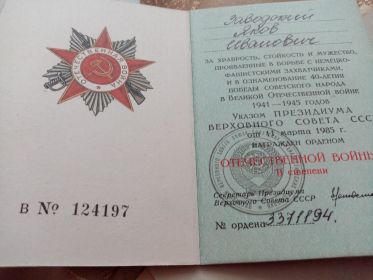 ОТЕЧЕСТВЕННАЯ ВОЙНА
В № 124197
Заводский
Яков
Иванович
ЗА ХРАБРОСТЬ, СТОЙКОСТЬ И МУЖЕСТВО,
ПРОЯВЛЕННЫЕ В БОРЬБЕ С НЕМЕЦКО-
ФАШИСТСКИМИ ЗАХВАТЧИКАМИ,
И В ОЗНАМЕНОВАНИЕ 40-ЛЕТИЯ
ПОБЕДЫ СОВЕТСКОГО НАРОДА
В ВЕЛИКОЙ ОТЕЧЕСТВЕННОЙ ВОЙНЕ
1941—1945 ГОДОВ
УКАЗОМ ПРЕЗИДИУМА
ВЕРХОВНОГО СОВЕТА СССР
от 11 марта 1985 г.
НАГРАЖДЕН ОРДЕНОМ
ОТЕЧЕСТВЕННОЙ ВОЙНЫ
II степени
Секретарь Президиума
Верховного Совета СССР
№ ордена 3371894.